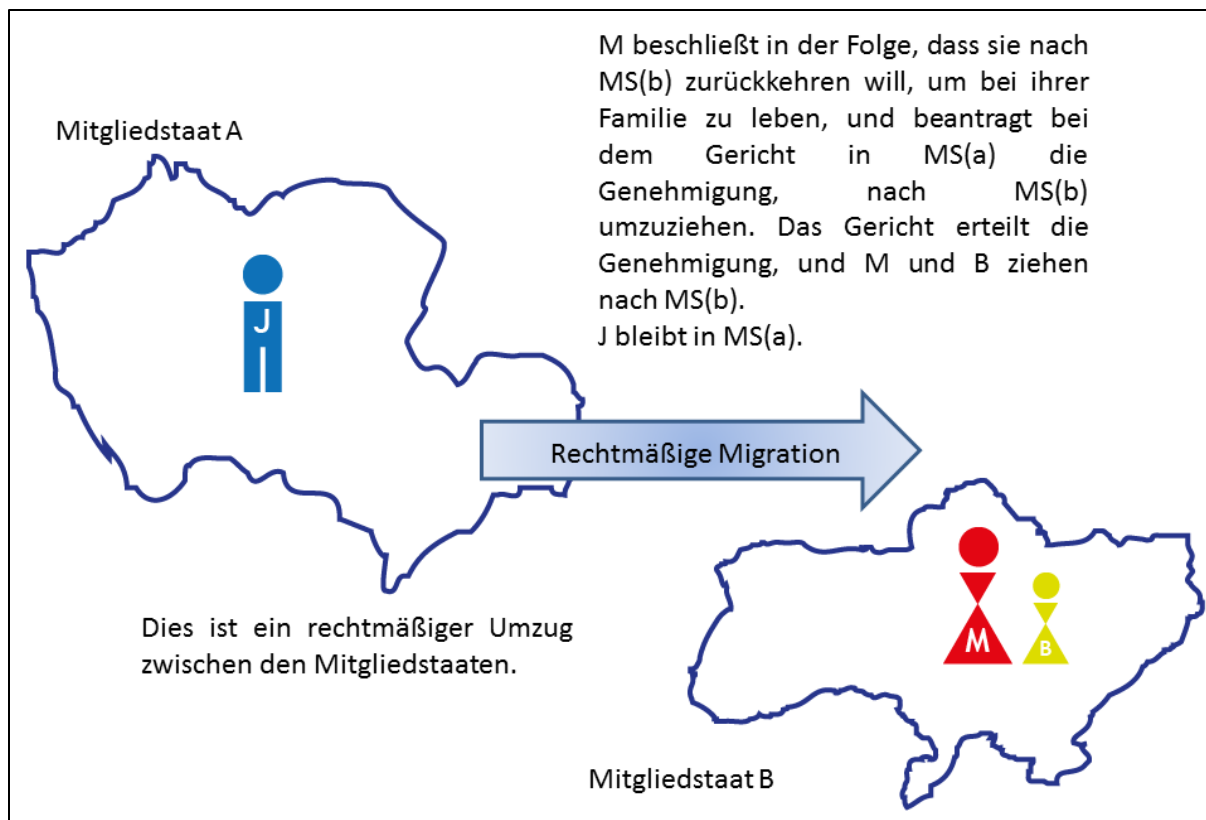 M beschließt in der Folge, dass sie nach
MS(b) zurückkehren will, um bei ihrer
Familie zu leben, und beantragt bei
dem Gericht in MS(a) die
Genehmigung, nach MS(b)
umzuziehen. Das Gericht erteilt die
Genehmigung, und M und B ziehen
nach MS(b).
J bleibt in MS(a).
Mitgliedstaat A
J
Rechtmäßige Migration
M
B
Dies ist ein rechtmäßiger Umzug
zwischen den Mitgliedstaaten.
Mitgliedstaat B